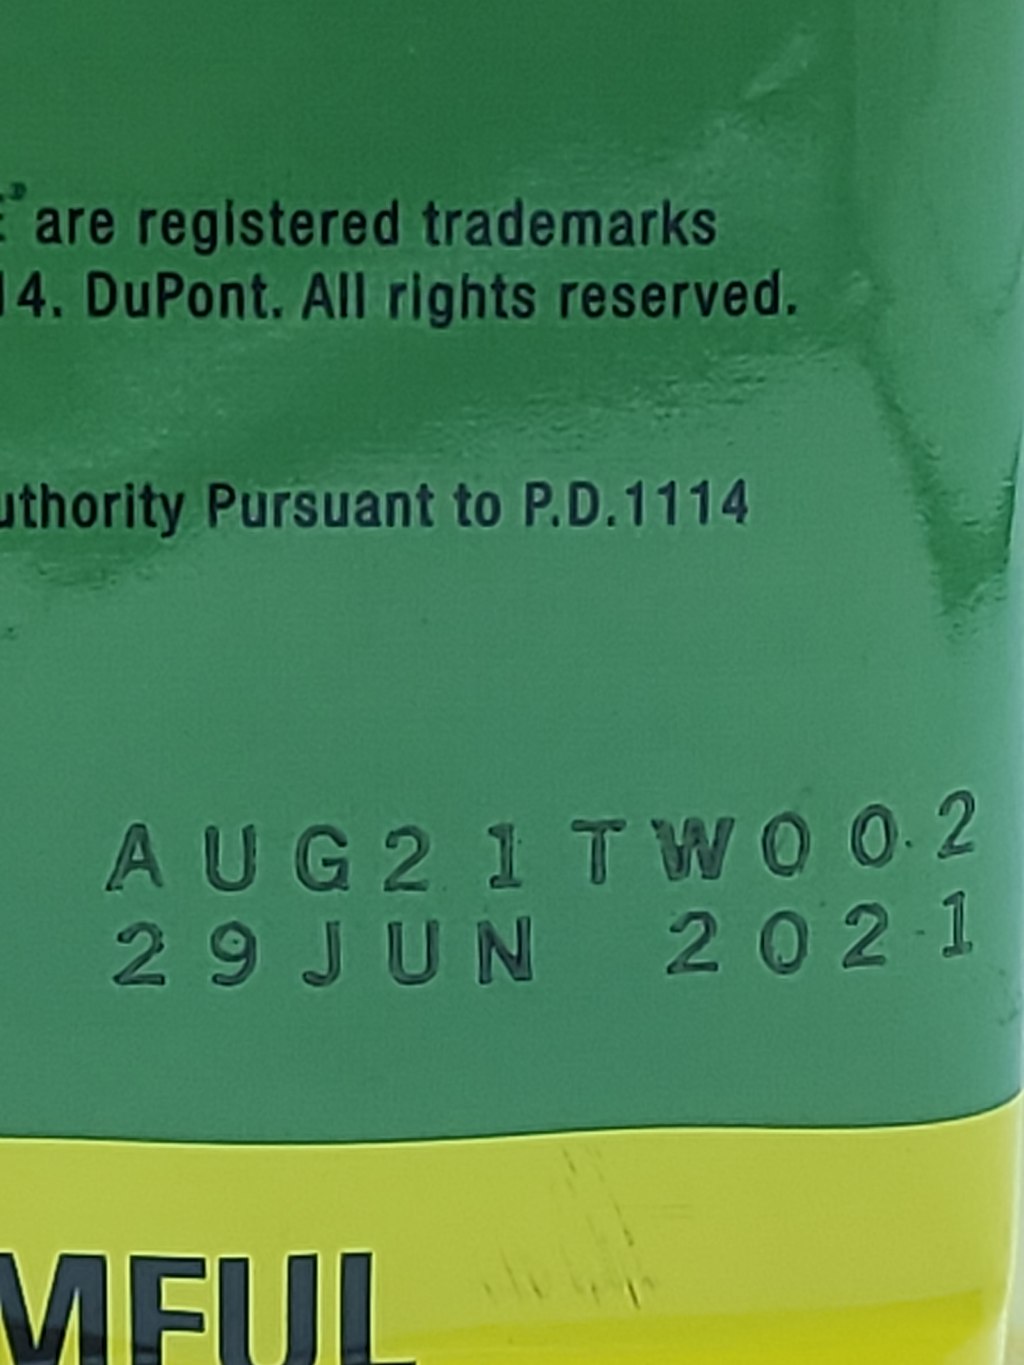 are registered trademarks
14. DuPont. All rights reserved.
uthority Pursuant to P.D.1114
AUG21TW002
29JUN 2021
MFUL